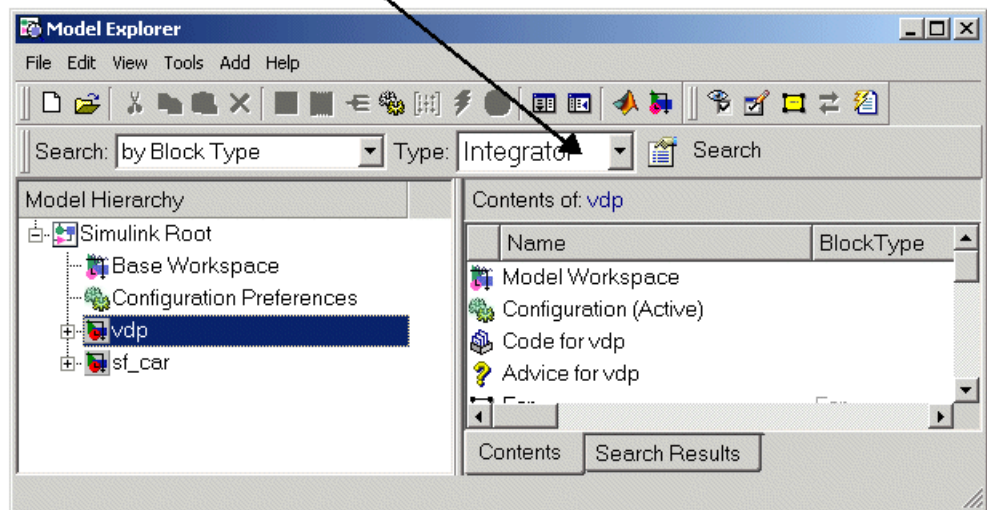 Model Explorer
File Edit View Tools Add Help
Search: by Block Type Type: Integrator Search
Model Hierarchy
Simulink Root
Base Workspace
Configuration Preferences
vdp
sf_car
Contents of: vdp
Name BlockType
Model Workspace
Configuration (Active)
Code for vdp
Advice for vdp
Contents Search Results